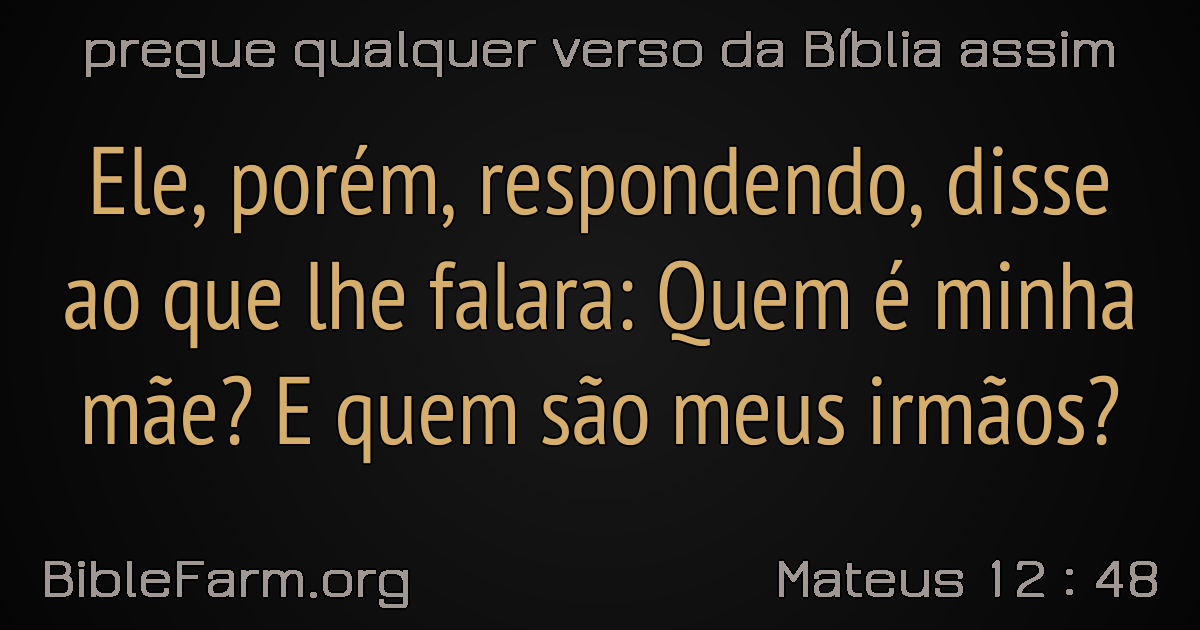 pregue qualquer verso da Bíblia assim
Ele, porém, respondendo, disse
ao que lhe falara: Quem é minha
mãe? E quem são meus irmãos?
BibleFarm.org
Mateus 12 : 48